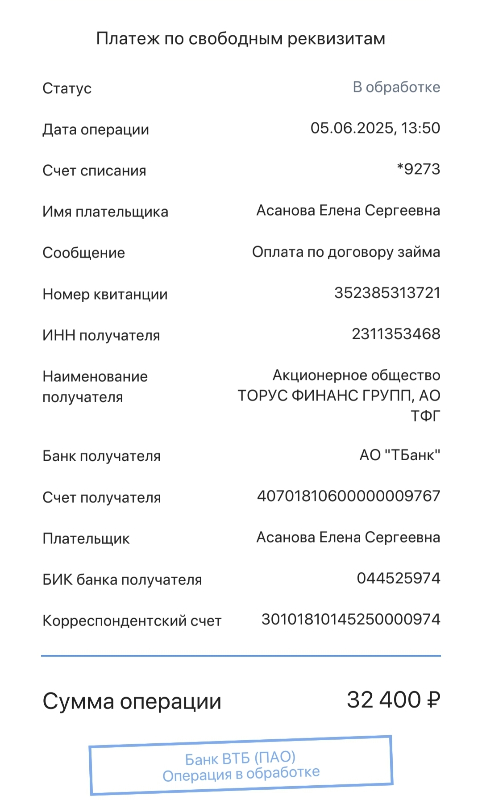 Платеж по свободным реквизитам
Статус В обработке
Дата операции 05.06.2025, 13:50
Счет списания *9273
Имя плательщика Асанова Елена Сергеевна
Сообщение Оплата по договору займа
Номер квитанции 352385313721
ИНН получателя 2311353468
Наименование Акционерное общество
получателя ТОРУС ФИНАНС ГРУПП, АО
ТФГ
Банк получателя АО "ТБанк"
Счет получателя 40701810600000009767
Плательщик Асанова Елена Сергеевна
БИК банка получателя 044525974
Корреспондентский счет 30101810145250000974
Сумма операции 32 400 ₽
Банк ВТБ (ПАО)
Операция в обработке